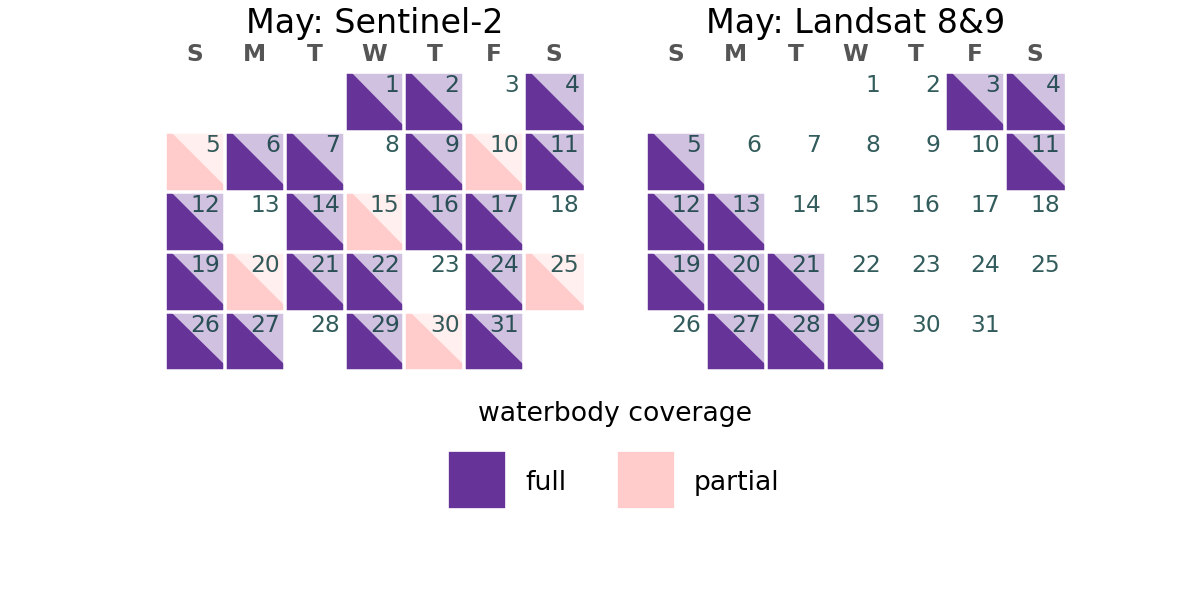 May: Sentinel-2
S M T W T F S
1 2 3 4
5 6 7 8 9 10 11
12 13 14 15 16 17 18
19 20 21 22 23 24 25
26 27 28 29 30 31
May: Landsat 8&9
S M T W T F S
1 2 3 4
5 6 7 8 9 10 11
12 13 14 15 16 17 18
19 20 21 22 23 24 25
26 27 28 29 30 31
waterbody coverage
full partial